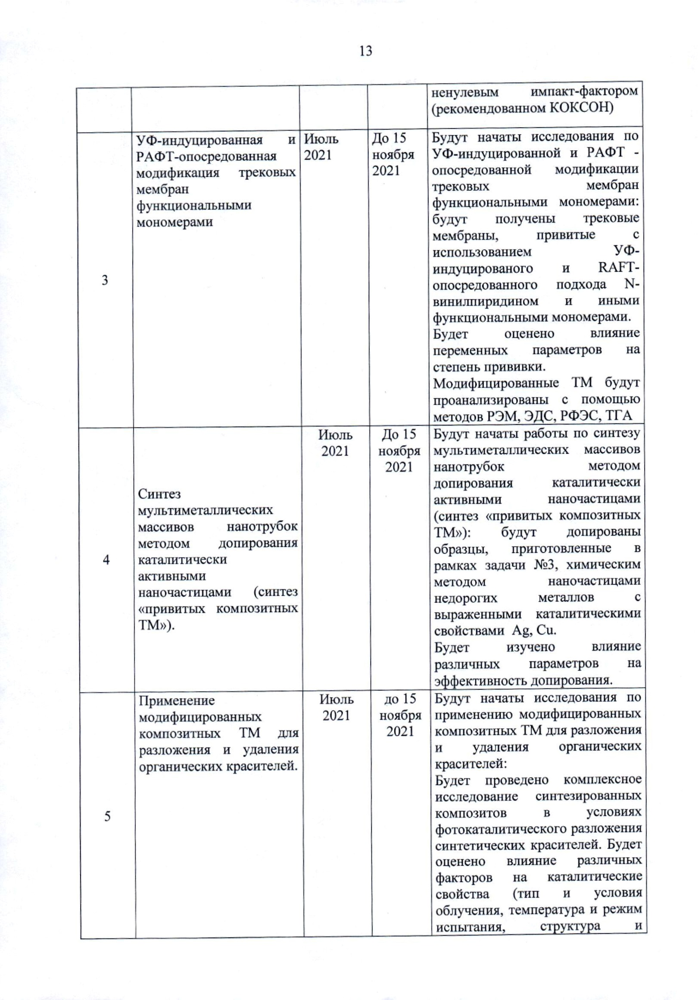 13
ненулевым импакт-фактором
(рекомендованном КОКСОН)
3
УФ-индуцированная и
РАФТ-опосредованная
модификация трековых
мембран
функциональными
мономерами
Июль
2021
До 15
ноября
2021
Будут начаты исследования по
УФ-индуцированной и РАФТ -
опосредованной модификации
трековых мембран
функциональными мономерами:
будут получены трековые
мембраны, привитые с
использованием УФ-
индуцированого и RAFT-
опосредованного подхода N-
винилпиридином и иными
функциональными мономерами.
Будет оценено влияние
переменных параметров на
степень прививки.
Модифицированные ТМ будут
проанализированы с помощью
методов РЭМ, ЭДС, РФЭС, ТГА
4
Синтез
мультиметаллических
массивов нанотрубок
методом допирования
каталитически
активными
наночастицами (синтез
«привитых композитных
ТМ»).
Июль
2021
До 15
ноября
2021
Будут начаты работы по синтезу
мультиметаллических массивов
нанотрубок методом
допирования каталитически
активными наночастицами
(синтез «привитых композитных
ТМ»): будут допированы
образцы, приготовленные в
рамках задачи №3, химическим
методом наночастицами
недорогих металлов с
выраженными каталитическими
свойствами Ag, Cu.
Будет изучено влияние
различных параметров на
эффективность допирования.
5
Применение
модифицированных
композитных ТМ для
разложения и удаления
органических красителей.
Июль
2021
до 15
ноября
2021
Будут начаты исследования по
применению модифицированных
композитных ТМ для разложения
и удаления органических
красителей:
Будет проведено комплексное
исследование синтезированных
композитов в условиях
фотокаталитического разложения
синтетических красителей. Будет
оценено влияние различных
факторов на каталитические
свойства (тип и условия
облучения, температура и режим
испытания, структура и